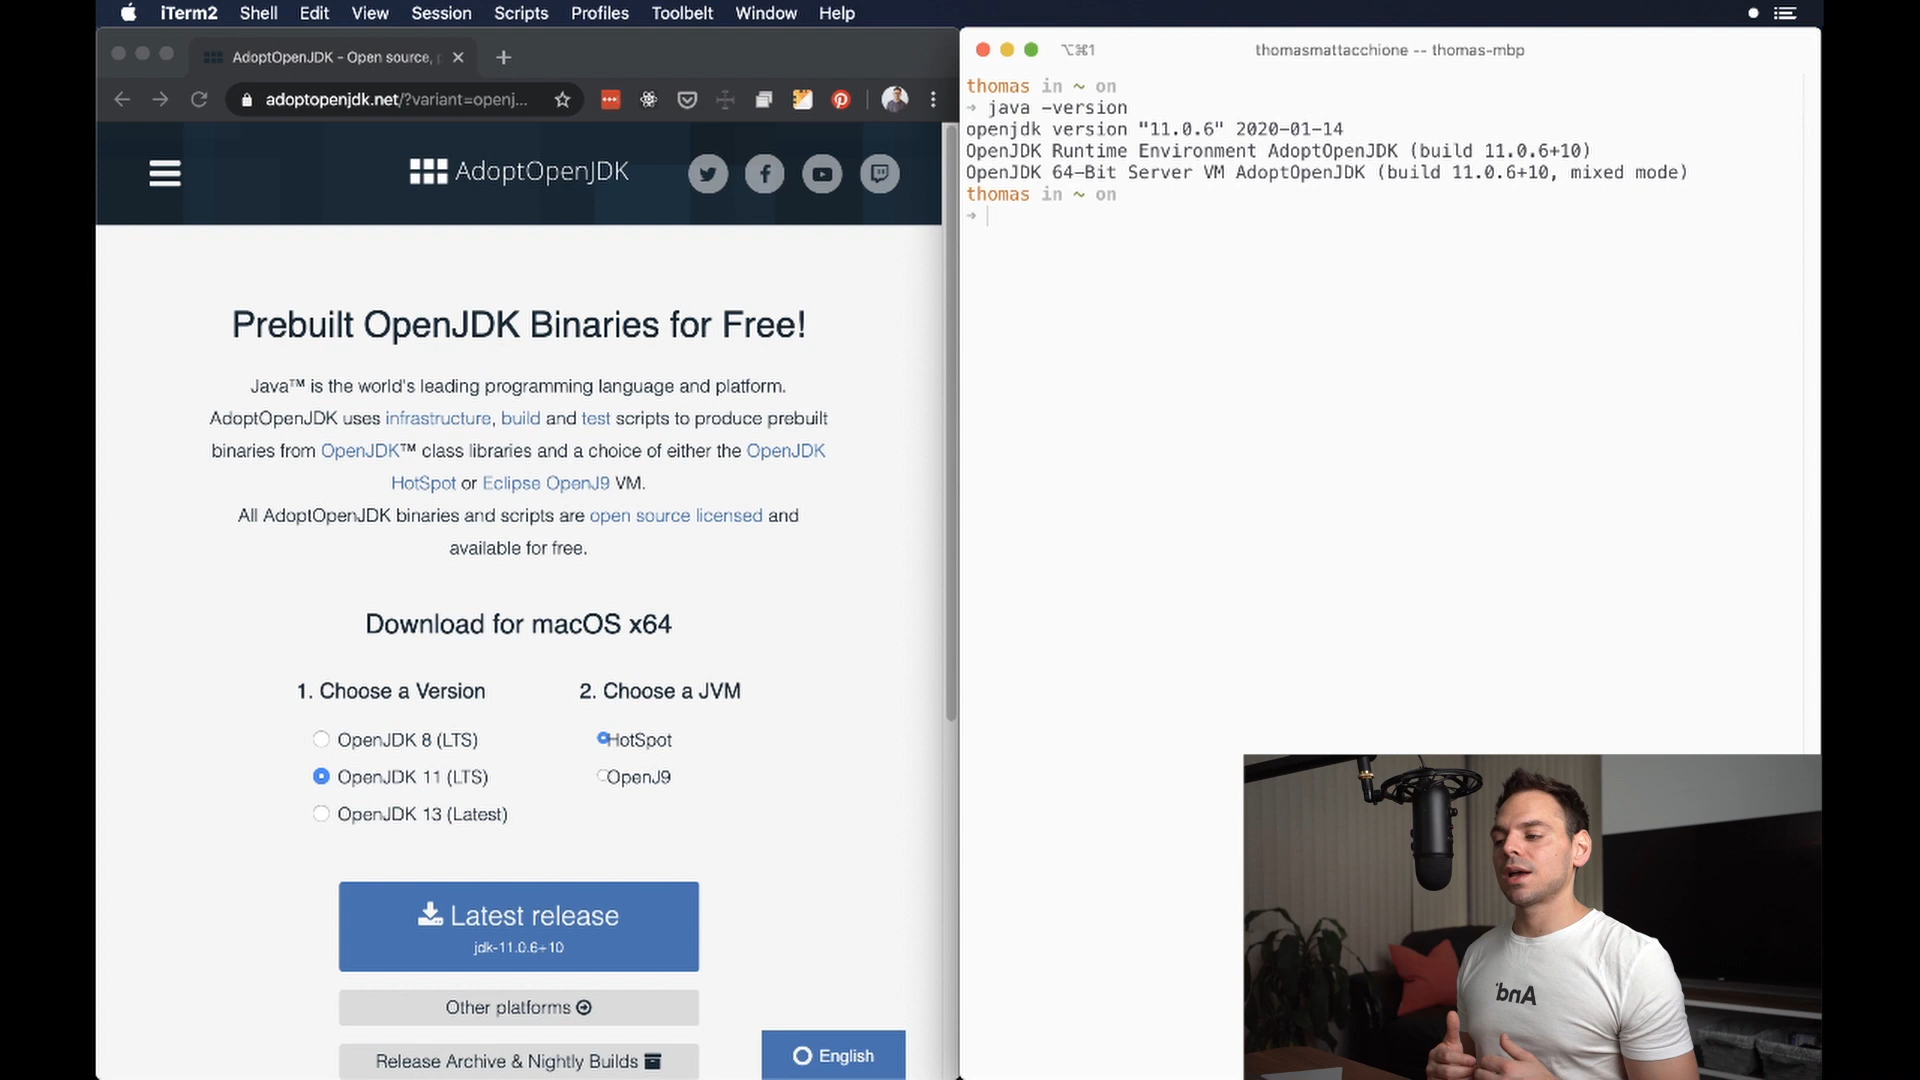 iTerm2 Shell Edit View Session Scripts Profiles Toolbelt Window Help
AdoptOpenJDK - Open source,
adoptopenjdk.net/?variant=openj...
AdoptOpenJDK
Prebuilt OpenJDK Binaries for Free!
Java™ is the world's leading programming language and platform.
AdoptOpenJDK uses infrastructure, build and test scripts to produce prebuilt
binaries from OpenJDK™ class libraries and a choice of either the OpenJDK
HotSpot or Eclipse OpenJ9 VM.
All AdoptOpenJDK binaries and scripts are open source licensed and
available for free.
Download for macOS x64
1. Choose a Version
OpenJDK 8 (LTS)
OpenJDK 11 (LTS)
OpenJDK 13 (Latest)
2. Choose a JVM
HotSpot
OpenJ9
Latest release
jdk-11.0.6+10
Other platforms
Release Archive & Nightly Builds
English
⌥⌘1 thomasmattacchione -- thomas-mbp
thomas in ~ on
➜ java -version
openjdk version "11.0.6" 2020-01-14
OpenJDK Runtime Environment AdoptOpenJDK (build 11.0.6+10)
OpenJDK 64-Bit Server VM AdoptOpenJDK (build 11.0.6+10, mixed mode)
thomas in ~ on
➜
And